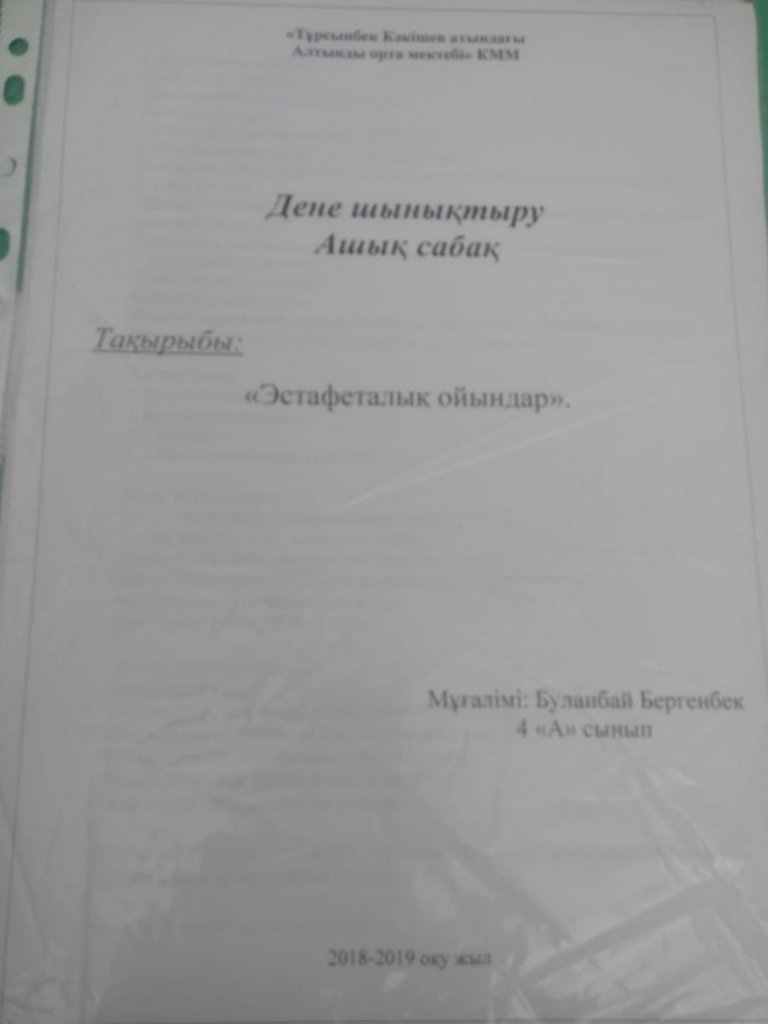 «Тұрсынбек Кәкішев атындағы
Алтынды орта мектебі» КММ
Дене шынықтыру
Ашық сабақ
Тақырыбы:
«Эстафеталық ойындар».
Мұғалімі: Буланбай Бергенбек
4 «А» сынып
2018-2019 оқу жыл